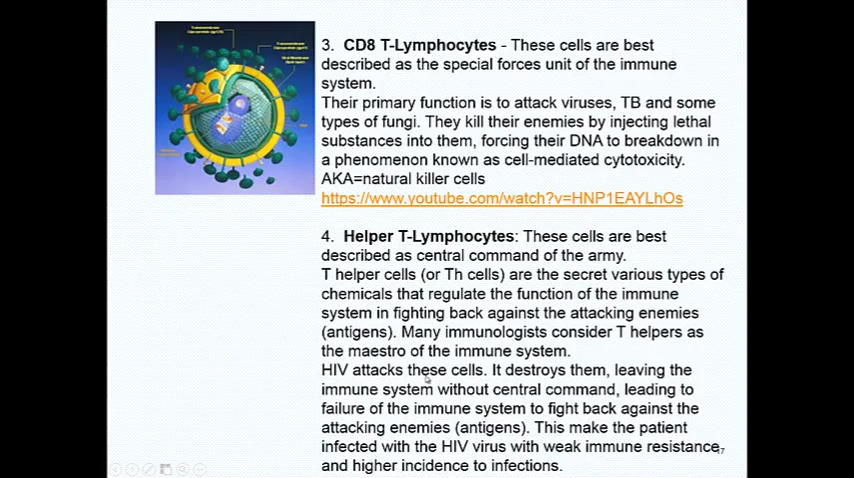 3. CD8 T-Lymphocytes - These cells are best
described as the special forces unit of the immune
system.
Their primary function is to attack viruses, TB and some
types of fungi. They kill their enemies by injecting lethal
substances into them, forcing their DNA to breakdown in
a phenomenon known as cell-mediated cytotoxicity.
AKA=natural killer cells
https://www.youtube.com/watch?v=HNP1EAYLhOs
4. Helper T-Lymphocytes: These cells are best
described as central command of the army.
T helper cells (or Th cells) are the secret various types of
chemicals that regulate the function of the immune
system in fighting back against the attacking enemies
(antigens). Many immunologists consider T helpers as
the maestro of the immune system.
HIV attacks these cells. It destroys them, leaving the
immune system without central command, leading to
failure of the immune system to fight back against the
attacking enemies (antigens). This make the patient
infected with the HIV virus with weak immune resistance
and higher incidence to infections.